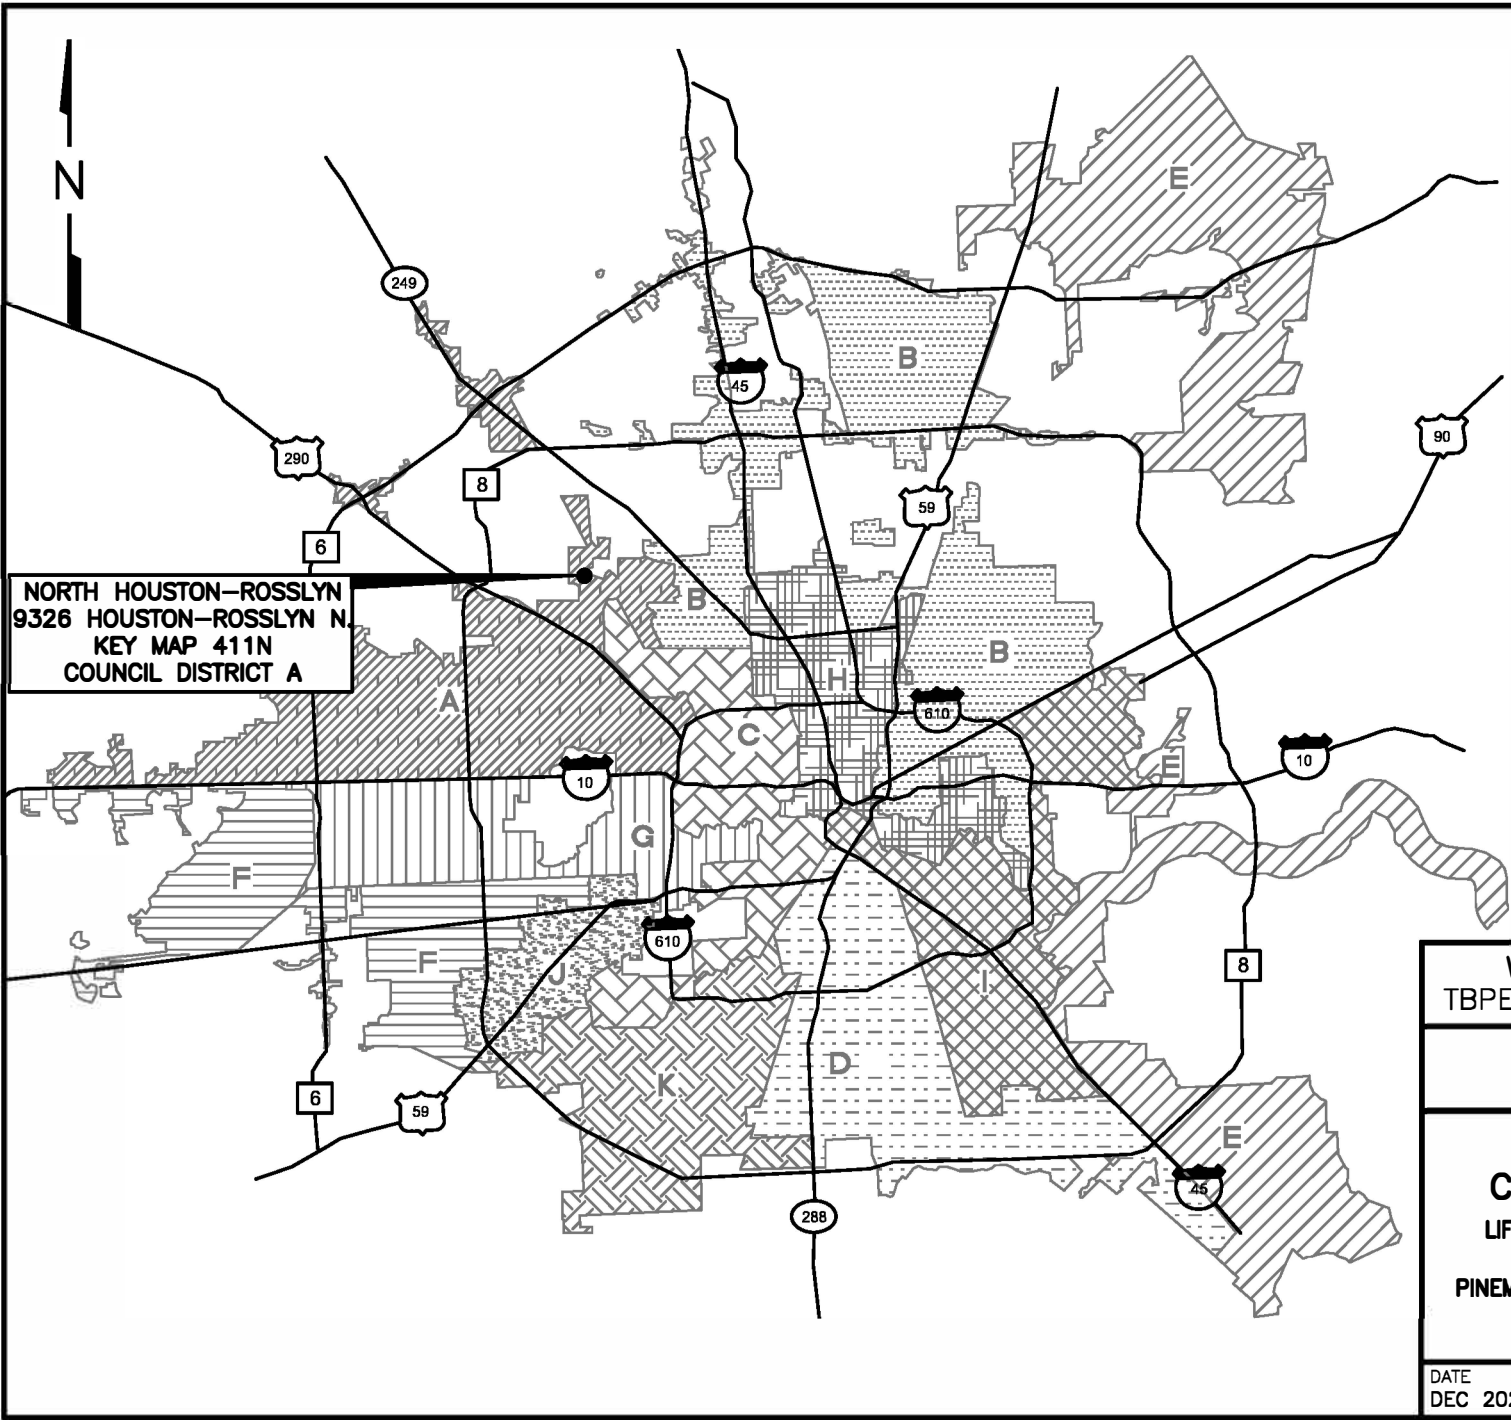 N
E
249
B
45
90
290
8
59
6
NORTH HOUSTON-ROSSLYN
9326 HOUSTON-ROSSLYN N.
KEY MAP 411N
COUNCIL DISTRICT A
B
B
H
A
610
C
E
10
10
G
F
610
F
J
I
8
TBPE
D
K
6
59
E
45
C
LIF
288
PINEM
DATE
DEC 20